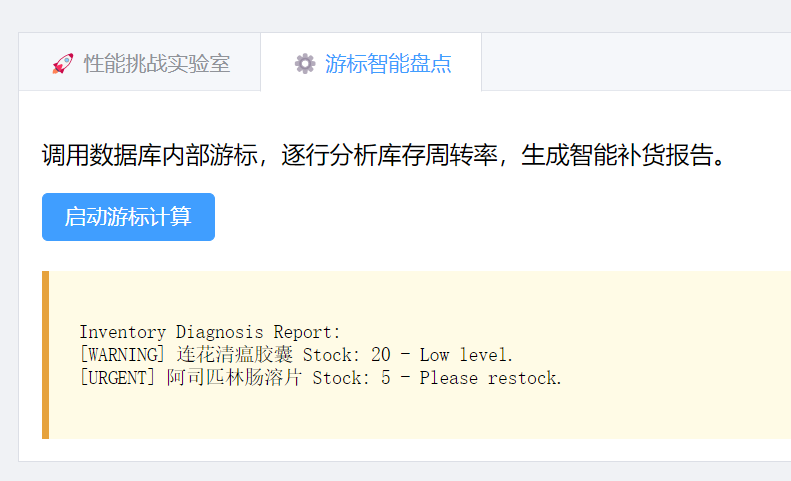 性能挑战实验室
游标智能盘点
调用数据库内部游标，逐行分析库存周转率，生成智能补货报告。
启动游标计算
Inventory Diagnosis Report:
[WARNING] 连花清瘟胶囊 Stock: 20 - Low level.
[URGENT] 阿司匹林肠溶片 Stock: 5 - Please restock.